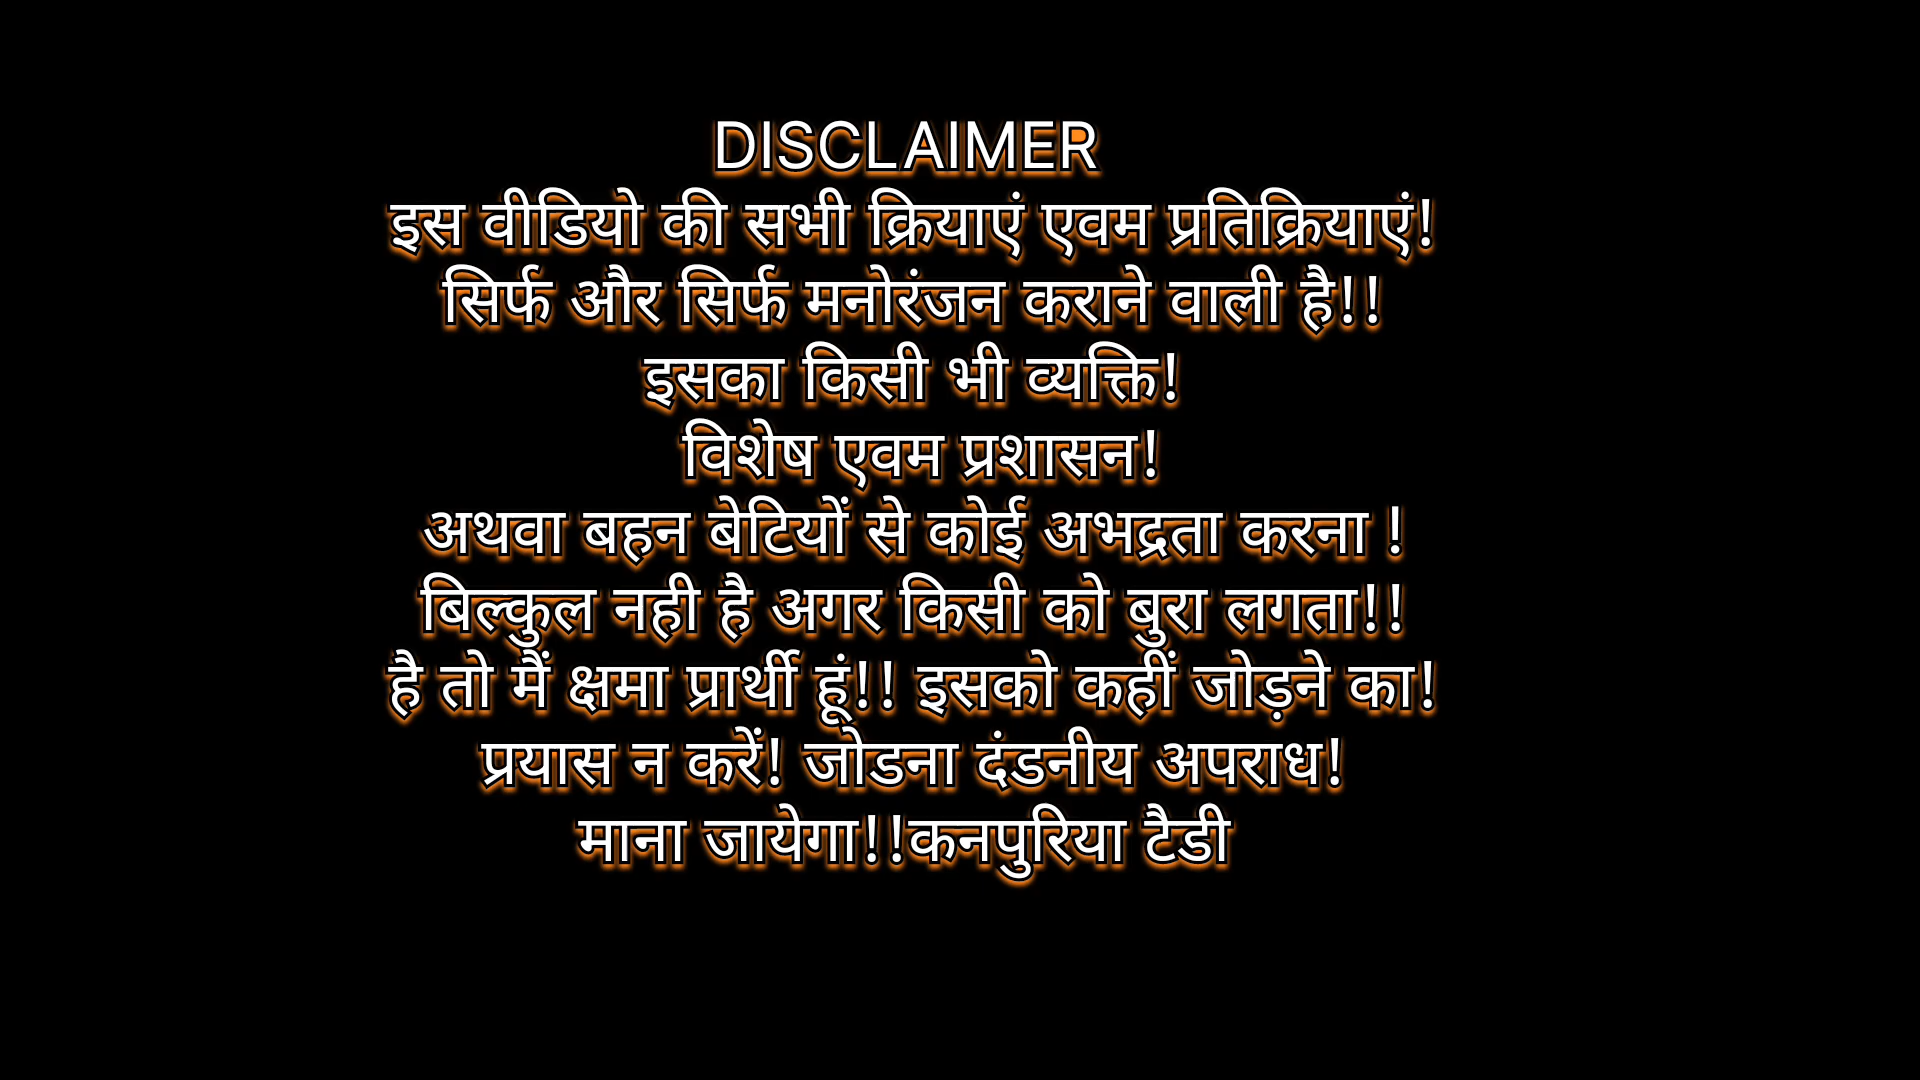 DISCLAIMER
इस वीडियो की सभी क्रियाएं एवम प्रतिक्रियाएं!
सिर्फ और सिर्फ मनोरंजन कराने वाली है!!
इसका किसी भी व्यक्ति!
विशेष एवम प्रशासन!
अथवा बहन बेटियों से कोई अभद्रता करना !
बिल्कुल नही है अगर किसी को बुरा लगता!!
है तो मैं क्षमा प्रार्थी हूं!! इसको कहीं जोड़ने का!
प्रयास न करें! जोडना दंडनीय अपराध!
माना जायेगा!!कनपुरिया टैडी